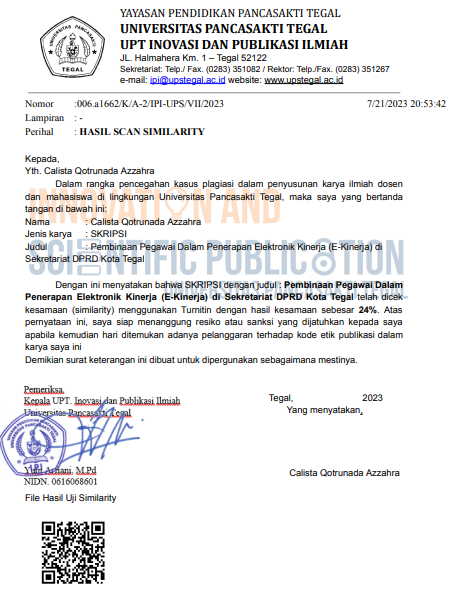 YAYASAN PENDIDIKAN PANCASAKTI TEGAL
UNIVERSITAS PANCASAKTI TEGAL
UPT INOVASI DAN PUBLIKASI ILMIAH
JL. Halmahera Km. 1 – Tegal 52122
Sekretariat: Telp./ Fax. (0283) 351082 / Rektor: Telp./Fax. (0283) 351267
e-mail: ipi@upstegal.ac.id website: www.upstegal.ac.id
Nomor :006.a1662/K/A-2/IPI-UPS/VII/2023 7/21/2023 20:53:42
Lampiran : -
Perihal : HASIL SCAN SIMILARITY
Kepada,
Yth. Calista Qotrunada Azzahra
Dalam rangka pencegahan kasus plagiasi dalam penyusunan karya ilmiah dosen
dan mahasiswa di lingkungan Universitas Pancasakti Tegal, maka saya yang bertanda
tangan di bawah ini:
INNOVATION AND
Nama : Calista Qotrunada Azzahra
Jenis karya : SKRIPSI
SCIENTIFIC PUBLICATION
Judul : Pembinaan Pegawai Dalam Penerapan Elektronik Kinerja (E-Kinerja) di
Sekretariat DPRD Kota Tegal
Dengan ini menyatakan bahwa SKRIPSI dengan judul : Pembinaan Pegawai Dalam
UNIVERSITAS PANCASAKTI TEGAL
Penerapan Elektronik Kinerja (E-Kinerja) di Sekretariat DPRD Kota Tegal telah dicek
kesamaan (similarity) menggunakan Turnitin dengan hasil kesamaan sebesar 24%. Atas
pernyataan ini, saya siap menanggung resiko atau sanksi yang dijatuhkan kepada saya
apabila kemudian hari ditemukan adanya pelanggaran terhadap kode etik publikasi dalam
karya saya ini
Demikian surat keterangan ini dibuat untuk dipergunakan sebagaimana mestinya.
Pemeriksa,
Kepala UPT. Inovasi dan Publikasi Ilmiah
Universitas Pancasakti Tegal
Tegal, 2023
Yang menyatakan,
IPI
Yuni Arfiani, M.Pd
NIDN. 0616068601
Calista Qotrunada Azzahra
File Hasil Uji Similarity